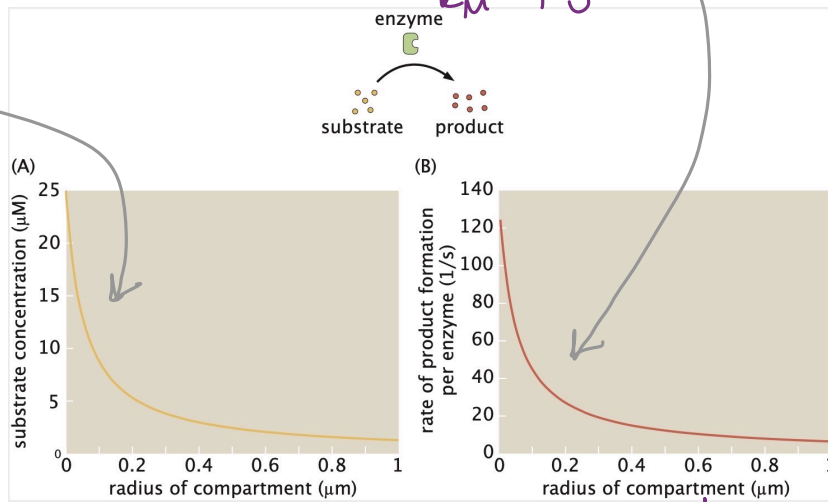 enzyme
substrate
product
(A)
substrate concentration (μM)
25
20
15
10
5
0
0
0.2
0.4
0.6
0.8
1
radius of compartment (μm)
(B)
rate of product formation
per enzyme (1/s)
140
120
100
80
60
40
20
0
0
0.2
0.4
0.6
0.8
radius of compartment (μm)